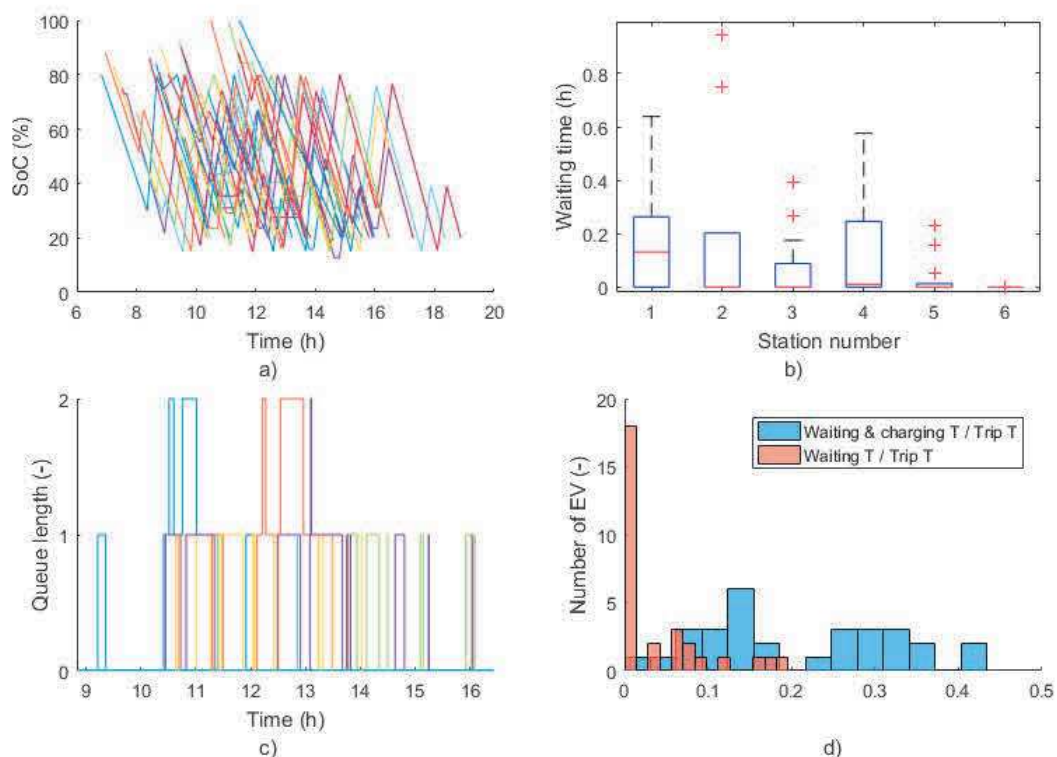 100
80
60
40
20
0
6 8 10 12 14 16 18 20
SoC (%)
Time (h)
a)
0.8
0.6
0.4
0.2
0
1 2 3 4 5 6
Waiting time (h)
Station number
b)
2
1
0
9 10 11 12 13 14 15 16
Queue length (-)
Time (h)
c)
20
15
10
5
0
0 0.1 0.2 0.3 0.4 0.5
Number of EV (-)
Waiting & charging T / Trip T
Waiting T / Trip T
d)